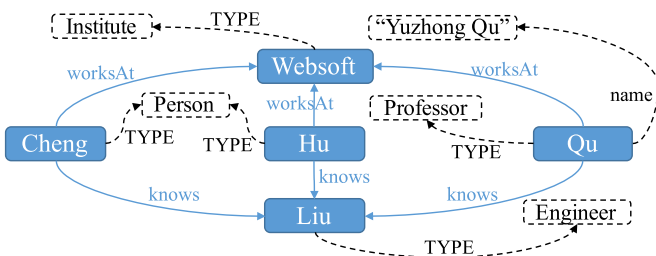 Institute
TYPE
“Yuzhong Qu”
Websoft
worksAt
worksAt
Person
worksAt
Professor
name
TYPE
TYPE
TYPE
Cheng
Hu
Qu
knows
knows
knows
Liu
Engineer
TYPE